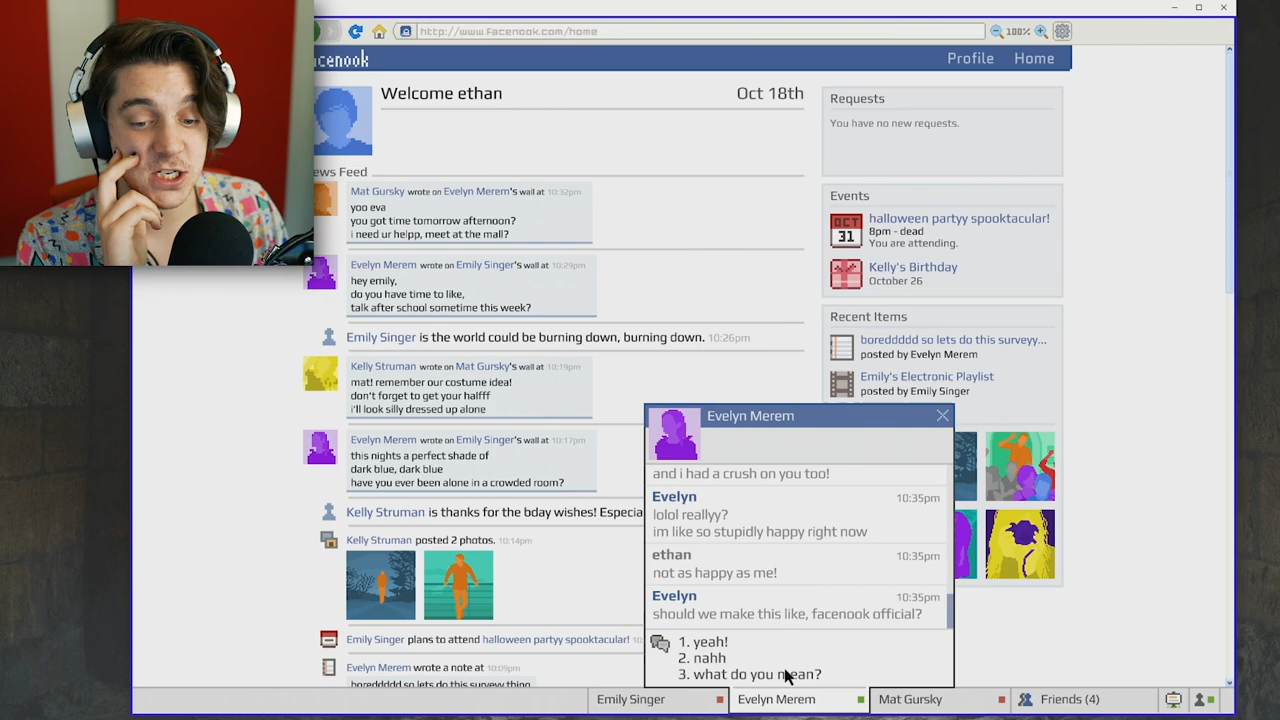 http://www.Facenook.com/home
100%
acenook
Profile
Home
Welcome ethan
Oct 18th
ews Feed
Mat Gursky wrote on Evelyn Merem's wall at 10:32pm
yoo eva
you got time tomorrow afternoon?
i need ur helpp, meet at the mall?
Evelyn Merem wrote on Emily Singer's wall at 10:29pm
hey emily,
do you have time to like,
talk after school sometime this week?
Emily Singer is the world could be burning down, burning down. 10:26pm
Kelly Struman wrote on Mat Gursky's wall at 10:19pm
mat! remember our costume idea!
don't forget to get your halfff
i'll look silly dressed up alone
Evelyn Merem wrote on Emily Singer's wall at 10:17pm
this nights a perfect shade of
dark blue, dark blue
have you ever been alone in a crowded room?
Kelly Struman is thanks for the bday wishes! Especia
Kelly Struman posted 2 photos. 10:14pm
Emily Singer plans to attend halloween partyy spooktacular! 10:
Evelyn Merem wrote a note at 10:09pm
boreddddd so lets do this surveyy thing
Requests
You have no new requests.
Events
OCT
31
halloween partyy spooktacular!
8pm - dead
You are attending.
Kelly's Birthday
October 26
Recent Items
boreddddd so lets do this surveyy...
posted by Evelyn Merem
Emily's Electronic Playlist
posted by Emily Singer
Evelyn Merem
and i had a crush on you too!
Evelyn 10:35pm
lolol reallyy?
im like so stupidly happy right now
ethan 10:35pm
not as happy as me!
Evelyn 10:35pm
should we make this like, facenook official?
1. yeah!
2. nahh
3. what do you mean?
Emily Singer
Evelyn Merem
Mat Gursky
Friends (4)